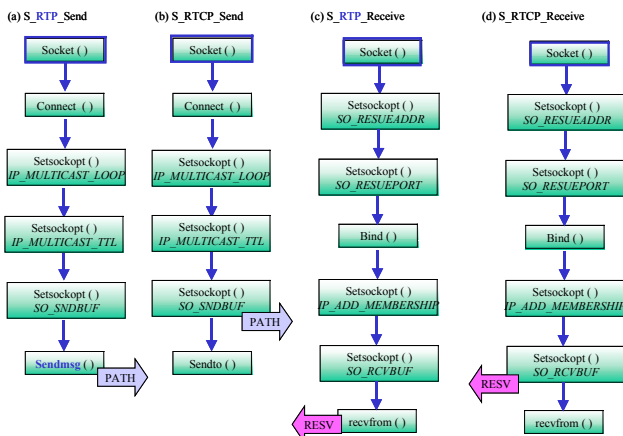 (a) S_RTP_Send
Socket ( )
Connect ( )
Setsockopt ( )
IP_MULTICAST_LOOP
Setsockopt ( )
IP_MULTICAST_TTL
Setsockopt ( )
SO_SNDBUF
Sendmsg ( )
PATH
(b) S_RTCP_Send
Socket ( )
Connect ( )
Setsockopt ( )
IP_MULTICAST_LOOP
Setsockopt ( )
IP_MULTICAST_TTL
Setsockopt ( )
SO_SNDBUF
PATH
Sendto ( )
(c) S_RTP_Receive
Socket ( )
Setsockopt ( )
SO_RESUEADDR
Setsockopt ( )
SO_RESUEPORT
Bind ( )
Setsockopt ( )
IP_ADD_MEMBERSHIP
Setsockopt ( )
SO_RCVBUF
RESV
recvfrom ( )
(d) S_RTCP_Receive
Socket ( )
Setsockopt ( )
SO_RESUEADDR
Setsockopt ( )
SO_RESUEPORT
Bind ( )
Setsockopt ( )
IP_ADD_MEMBERSHIP
Setsockopt ( )
SO_RCVBUF
RESV
recvfrom ( )